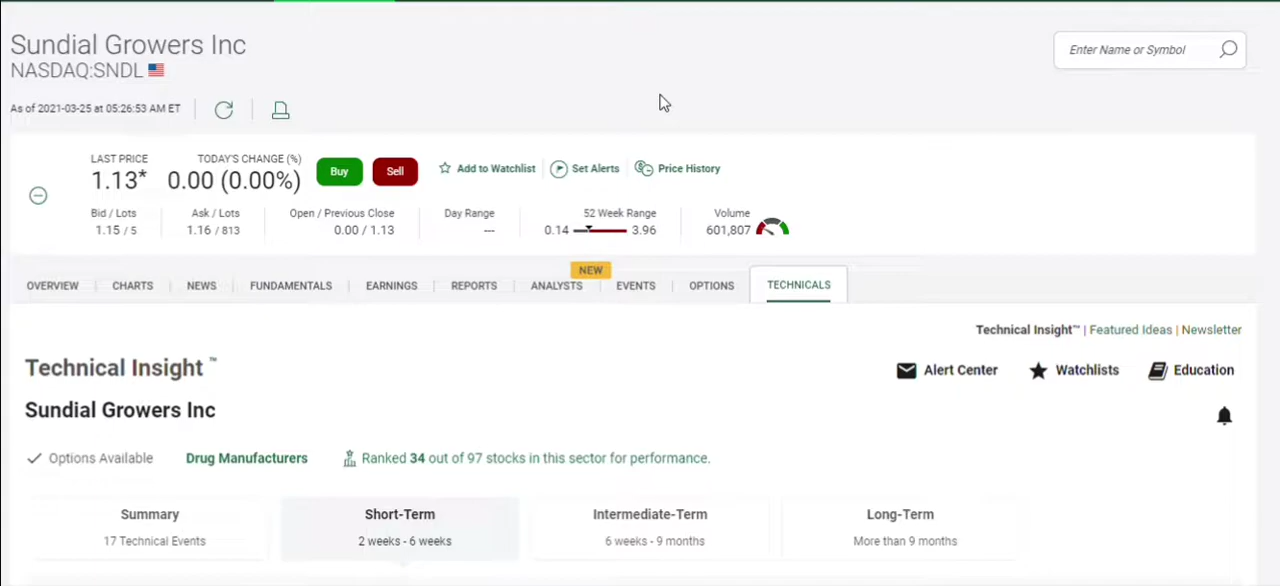 Sundial Growers Inc
NASDAQ:SNDL
Enter Name or Symbol
As of 2021-03-25 at 05:26:53 AM ET
LAST PRICE
1.13*
TODAY'S CHANGE (%)
0.00 (0.00%)
Buy
Sell
Add to Watchlist
Set Alerts
Price History
Bid / Lots
1.15 / 5
Ask / Lots
1.16 / 813
Open / Previous Close
0.00 / 1.13
Day Range
---
52 Week Range
0.14 3.96
Volume
601,807
NEW
OVERVIEW CHARTS NEWS FUNDAMENTALS EARNINGS REPORTS ANALYSTS EVENTS OPTIONS TECHNICALS
Technical Insight™ | Featured Ideas | Newsletter
Technical Insight ™
Alert Center Watchlists Education
Sundial Growers Inc
Options Available Drug Manufacturers Ranked 34 out of 97 stocks in this sector for performance.
Summary
17 Technical Events
Short-Term
2 weeks - 6 weeks
Intermediate-Term
6 weeks - 9 months
Long-Term
More than 9 months